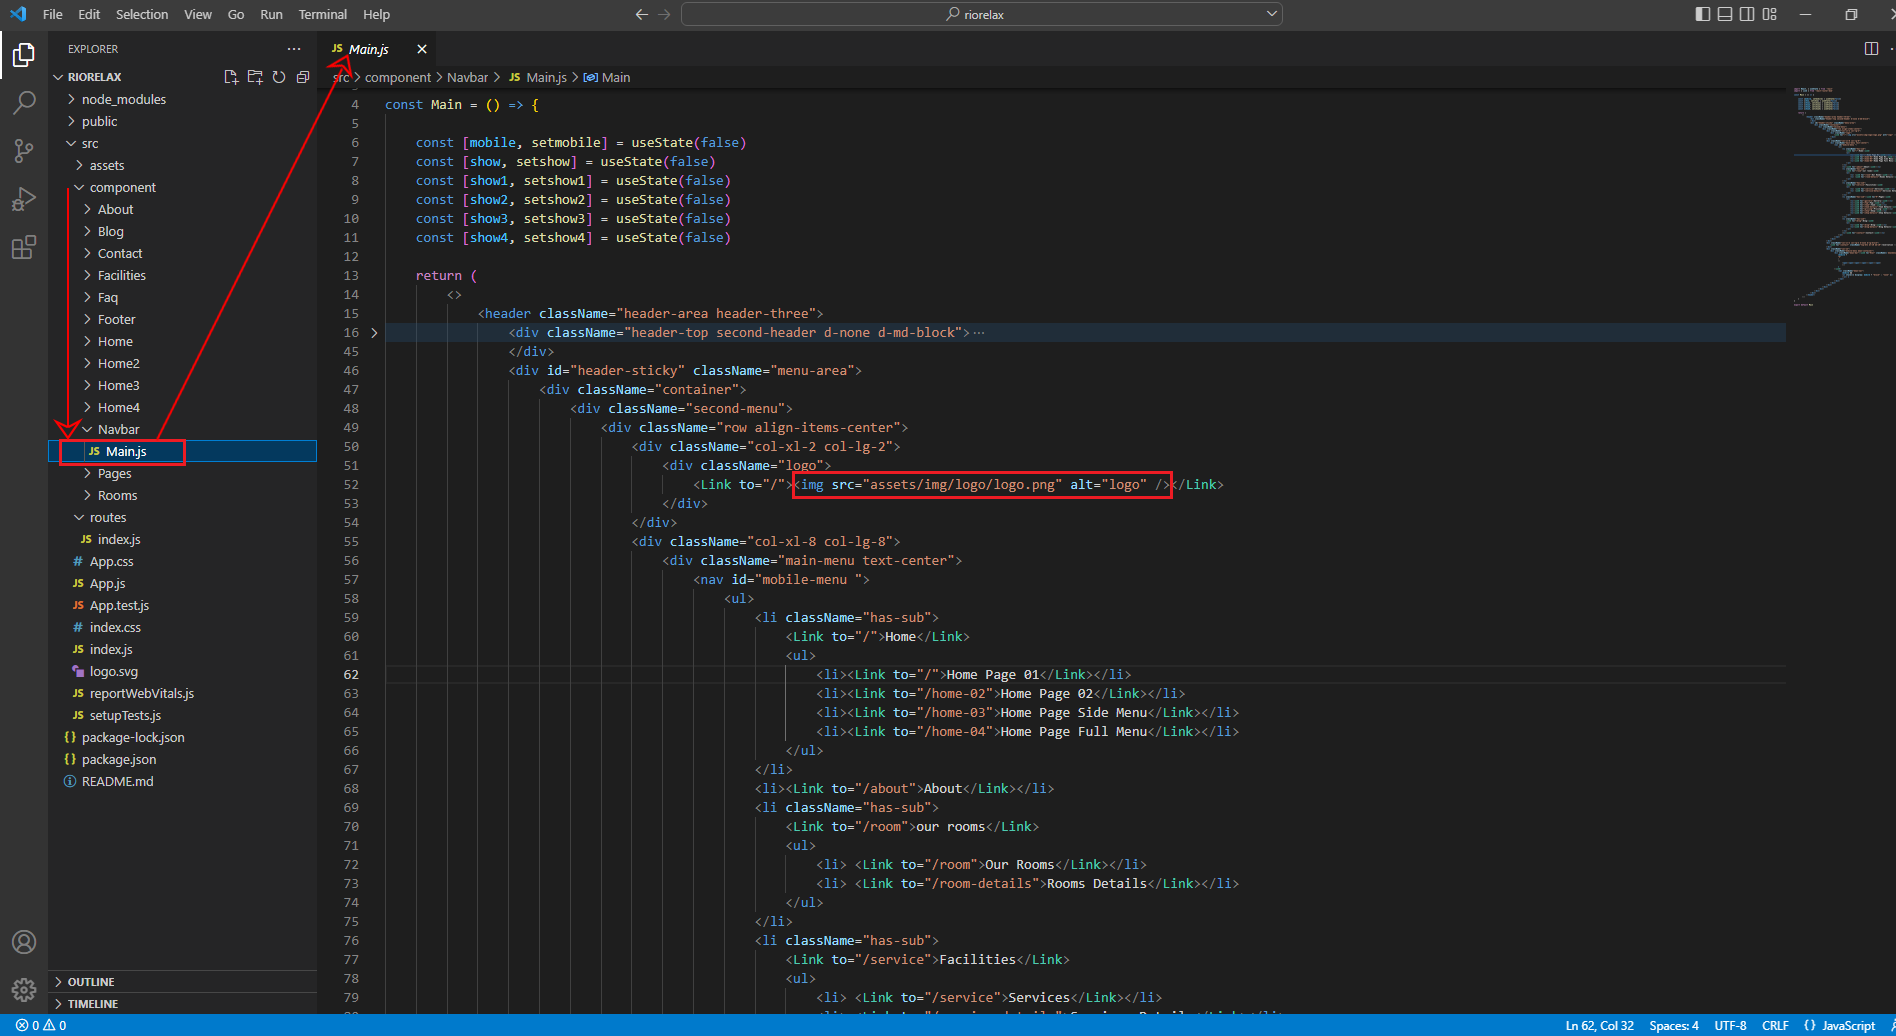 File Edit Selection View Go Run Terminal Help
riorelax
EXPLORER
RIORELAX
node_modules
public
src
assets
component
About
Blog
Contact
Facilities
Faq
Footer
Home
Home2
Home3
Home4
Navbar
JS Main.js
Pages
Rooms
routes
JS index.js
# App.css
JS App.js
JS App.test.js
# index.css
JS index.js
logo.svg
JS reportWebVitals.js
JS setupTests.js
{} package-lock.json
{} package.json
README.md
OUTLINE
TIMELINE
JS Main.js
src > component > Navbar > JS Main.js > Main
4 const Main = () => {
5
6 const [mobile, setmobile] = useState(false)
7 const [show, setshow] = useState(false)
8 const [show1, setshow1] = useState(false)
9 const [show2, setshow2] = useState(false)
10 const [show3, setshow3] = useState(false)
11 const [show4, setshow4] = useState(false)
12
13 return (
14 <>
15 <header className="header-area header-three">
16 <div className="header-top second-header d-none d-md-block">…
45 </div>
46 <div id="header-sticky" className="menu-area">
47 <div className="container">
48 <div className="second-menu">
49 <div className="row align-items-center">
50 <div className="col-xl-2 col-lg-2">
51 <div className="logo">
52 <Link to="/"><img src="assets/img/logo/logo.png" alt="logo" /></Link>
53 </div>
54 </div>
55 <div className="col-xl-8 col-lg-8">
56 <div className="main-menu text-center">
57 <nav id="mobile-menu ">
58 <ul>
59 <li className="has-sub">
60 <Link to="/">Home</Link>
61 <ul>
62 <li><Link to="/">Home Page 01</Link></li>
63 <li><Link to="/home-02">Home Page 02</Link></li>
64 <li><Link to="/home-03">Home Page Side Menu</Link></li>
65 <li><Link to="/home-04">Home Page Full Menu</Link></li>
66 </ul>
67 </li>
68 <li><Link to="/about">About</Link></li>
69 <li className="has-sub">
70 <Link to="/room">our rooms</Link>
71 <ul>
72 <li> <Link to="/room">Our Rooms</Link></li>
73 <li> <Link to="/room-details">Rooms Details</Link></li>
74 </ul>
75 </li>
76 <li className="has-sub">
77 <Link to="/service">Facilities</Link>
78 <ul>
79 <li> <Link to="/service">Services</Link></li>
0 0
Ln 62, Col 32 Spaces: 4 UTF-8 CRLF {} JavaScript